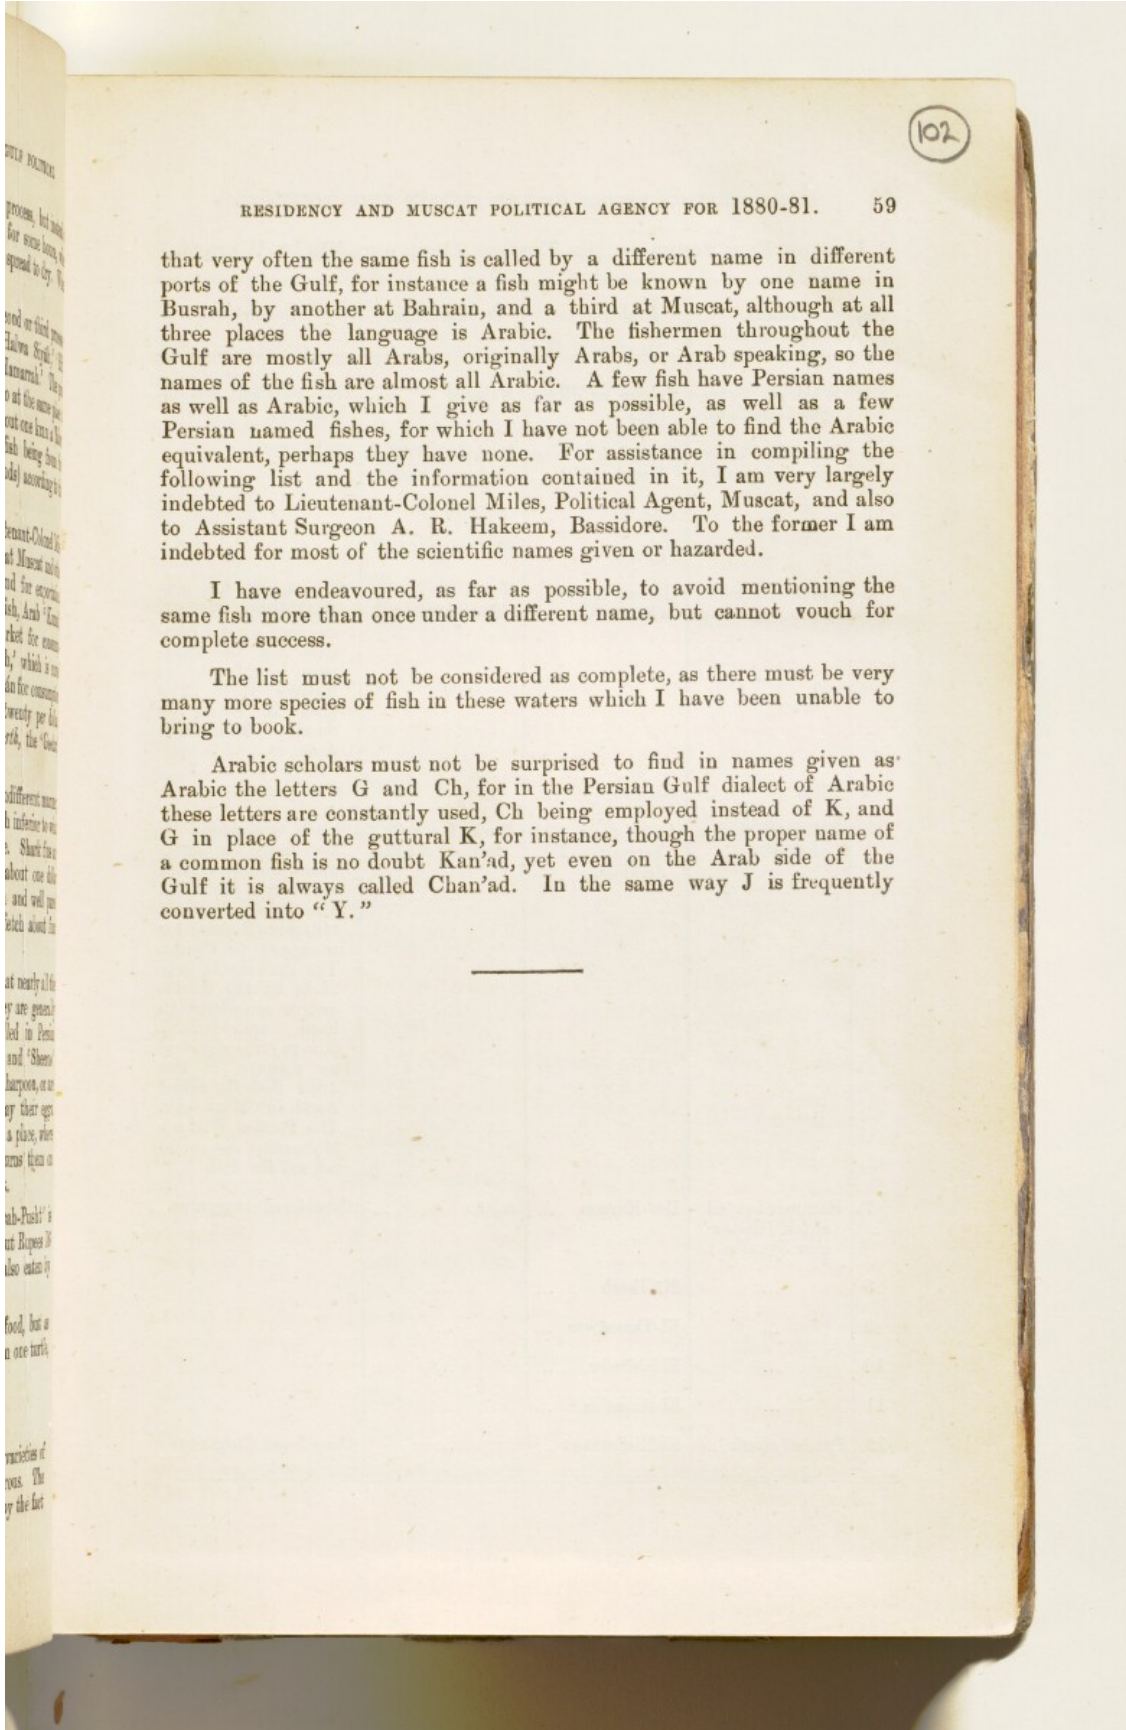 102
RESIDENCY AND MUSCAT POLITICAL AGENCY FOR 1880-81. 59
that very often the same fish is called by a different name in different
ports of the Gulf, for instance a fish might be known by one name in
Busrah, by another at Bahrain, and a third at Muscat, although at all
three places the language is Arabic. The fishermen throughout the
Gulf are mostly all Arabs, originally Arabs, or Arab speaking, so the
names of the fish are almost all Arabic. A few fish have Persian names
as well as Arabic, which I give as far as possible, as well as a few
Persian named fishes, for which I have not been able to find the Arabic
equivalent, perhaps they have none. For assistance in compiling the
following list and the information contained in it, I am very largely
indebted to Lieutenant-Colonel Miles, Political Agent, Muscat, and also
to Assistant Surgeon A. R. Hakeem, Bassidore. To the former I am
indebted for most of the scientific names given or hazarded.
I have endeavoured, as far as possible, to avoid mentioning the
same fish more than once under a different name, but cannot vouch for
complete success.
The list must not be considered as complete, as there must be very
many more species of fish in these waters which I have been unable to
bring to book.
Arabic scholars must not be surprised to find in names given as
Arabic the letters G and Ch, for in the Persian Gulf dialect of Arabic
these letters are constantly used, Ch being employed instead of K, and
G in place of the guttural K, for instance, though the proper name of
a common fish is no doubt Kan'ad, yet even on the Arab side of the
Gulf it is always called Chan'ad. In the same way J is frequently
converted into "Y."